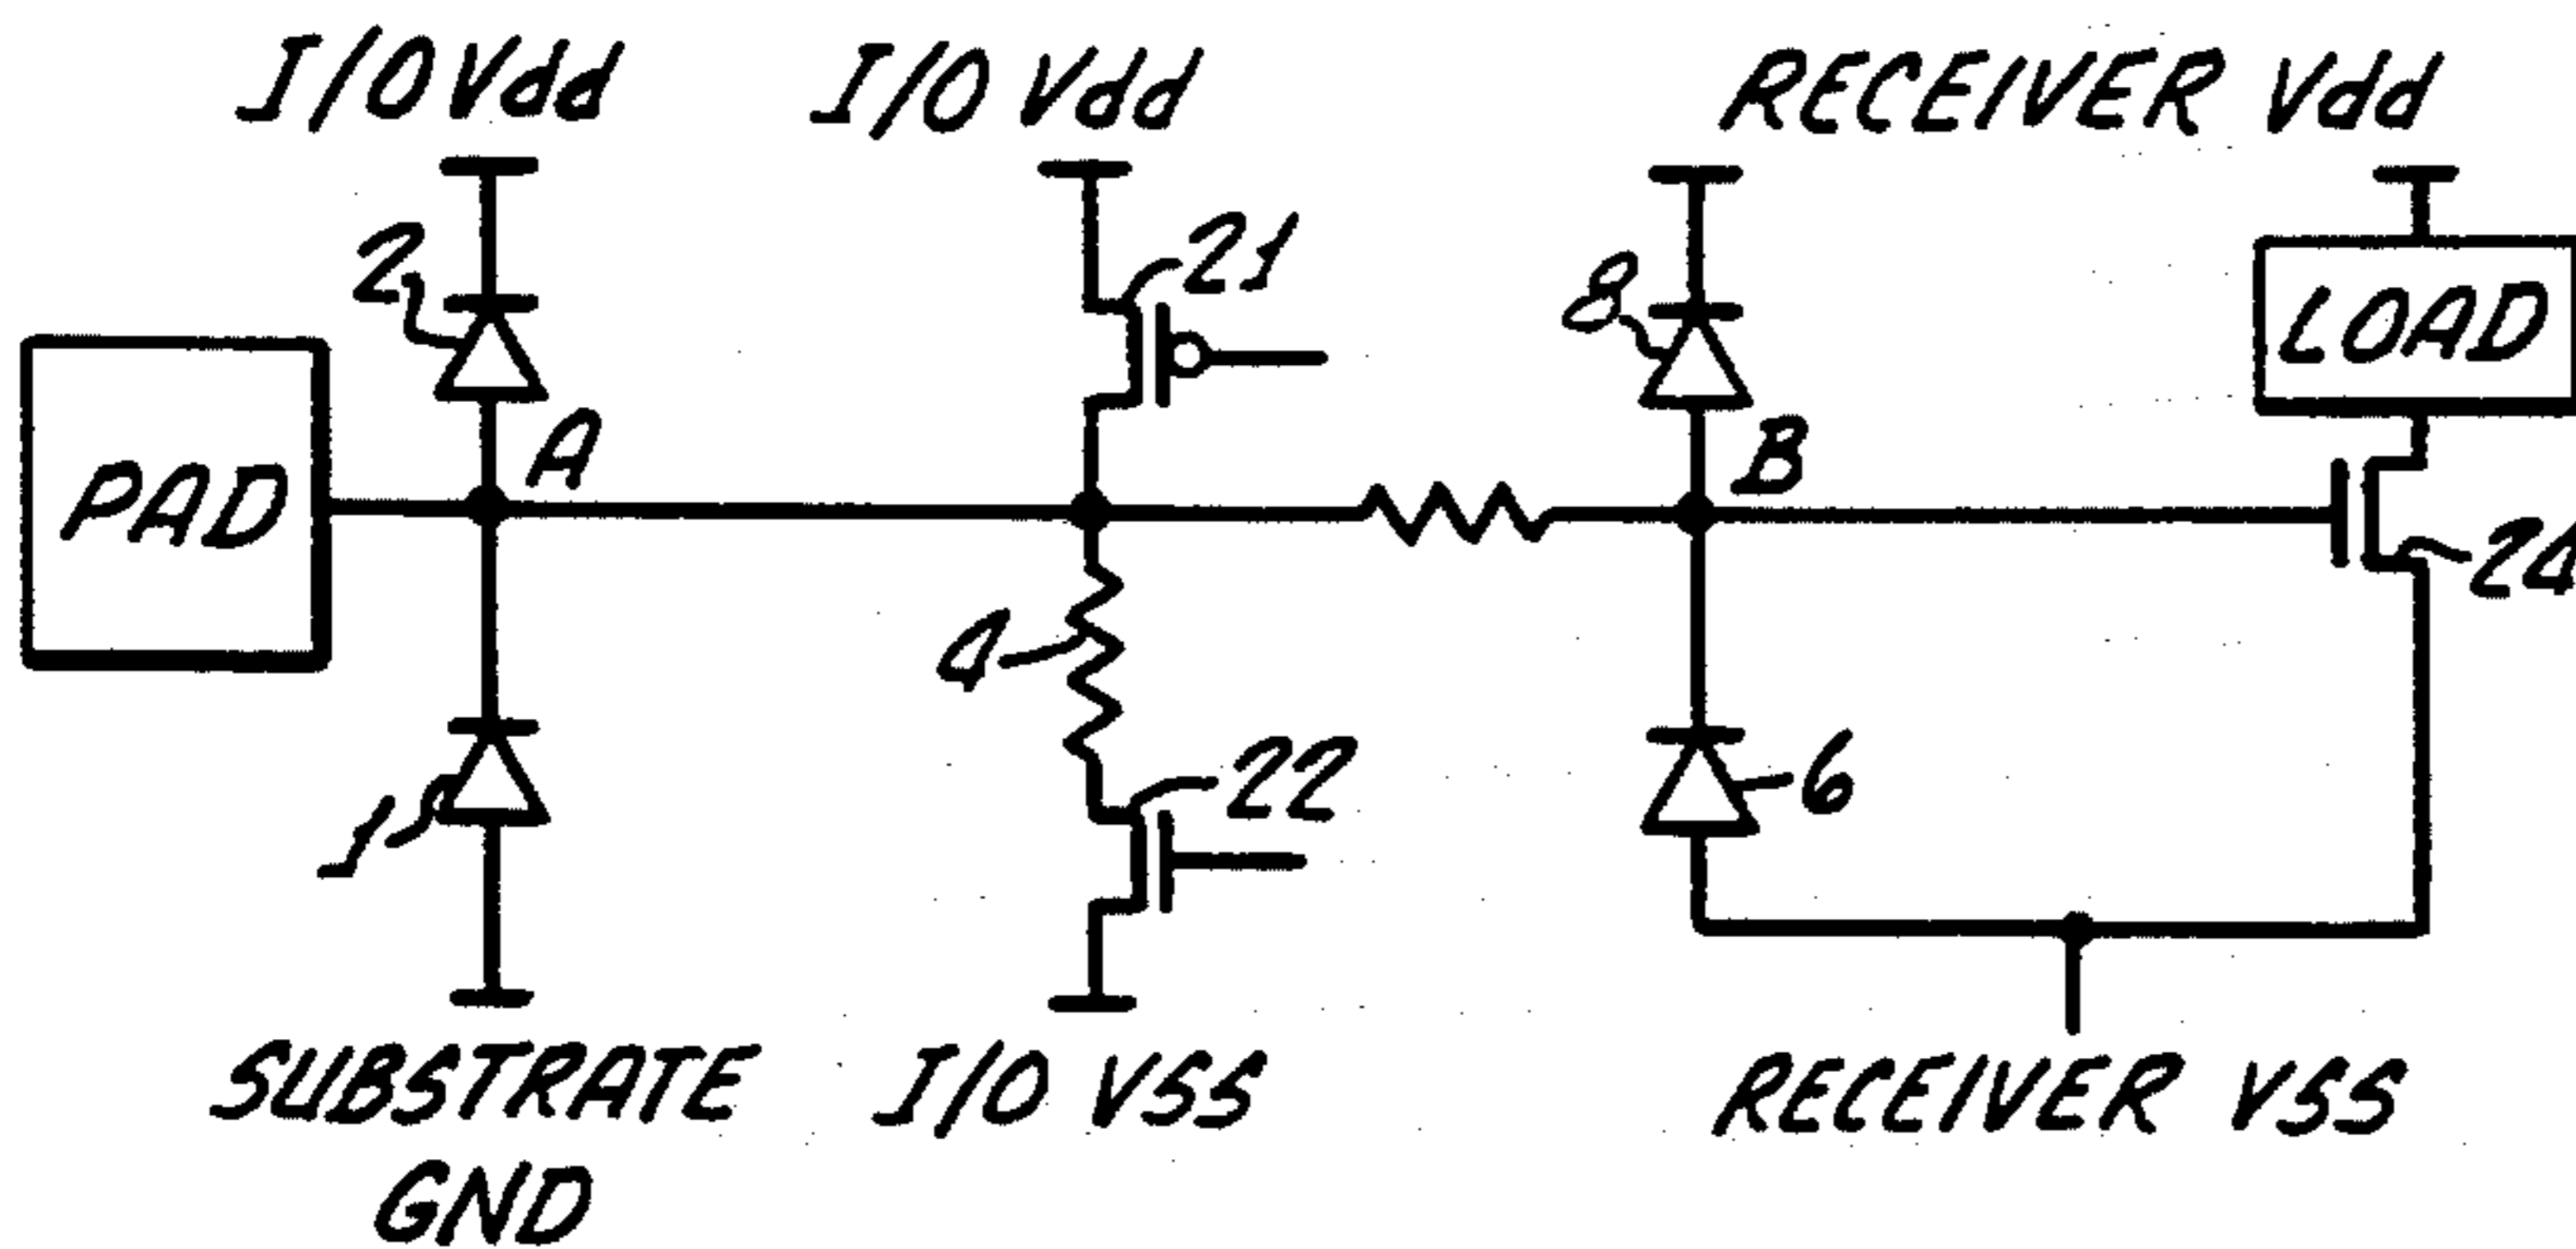 I/O Vdd
I/O Vdd
RECEIVER Vdd
2
21
8
LOAD
A
B
PAD
24
4
22
6
1
SUBSTRATE
GND
I/O VSS
RECEIVER VSS